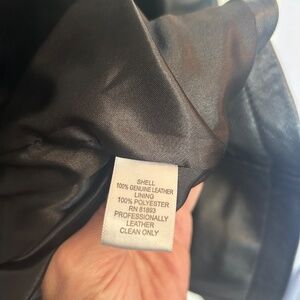 SHELL
100% GENUINE LEATHER
LINING
100% POLYESTER
RN 81893
PROFESSIONALLY
LEATHER
CLEAN ONLY